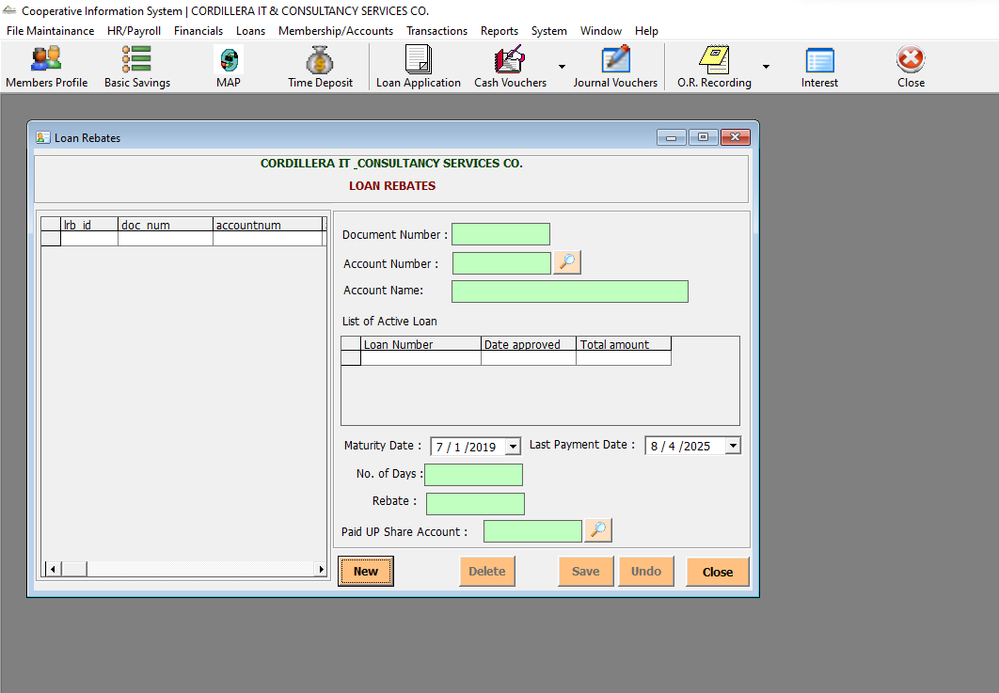 Cooperative Information System | CORDILLERA IT & CONSULTANCY SERVICES CO.
File Maintainance HR/Payroll Financials Loans Membership/Accounts Transactions Reports System Window Help
Members Profile Basic Savings MAP Time Deposit Loan Application Cash Vouchers Journal Vouchers O.R. Recording Interest Close
Loan Rebates
CORDILLERA IT _CONSULTANCY SERVICES CO.
LOAN REBATES
lrb_id doc_num accountnum
Document Number :
Account Number :
Account Name:
List of Active Loan
Loan Number Date approved Total amount
Maturity Date : 7 / 1 /2019 Last Payment Date : 8 / 4 /2025
No. of Days :
Rebate :
Paid UP Share Account :
New Delete Save Undo Close